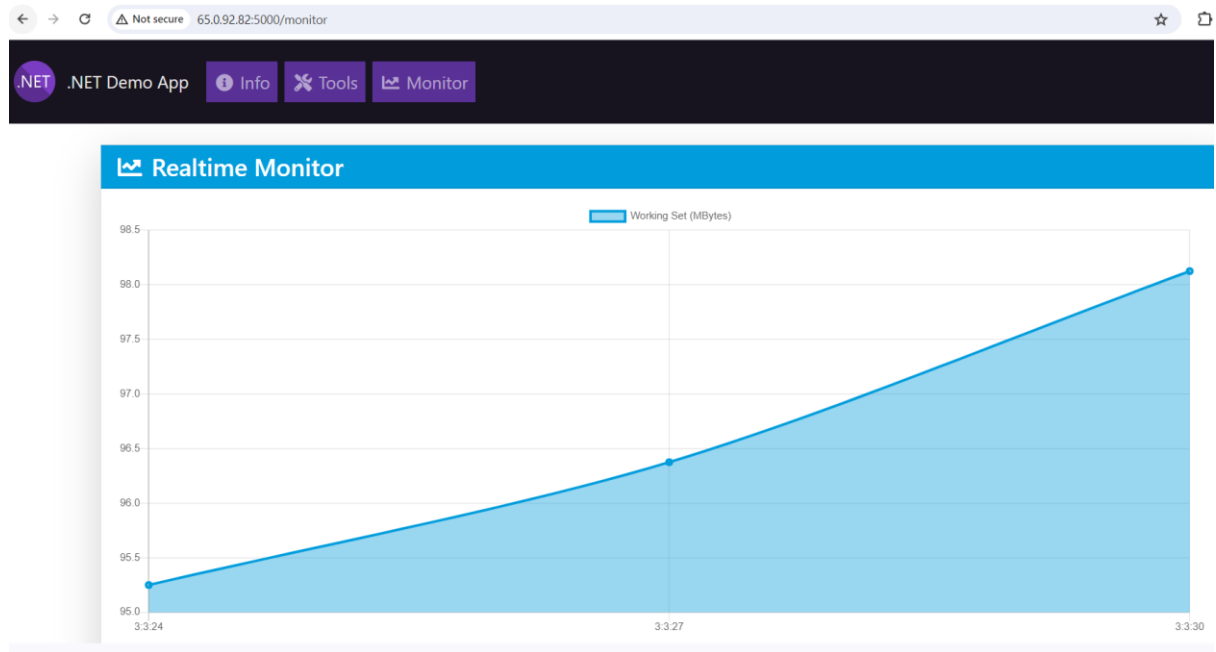 Not secure 65.0.92.82:5000/monitor
.NET .NET Demo App Info Tools Monitor
Realtime Monitor
Working Set (MBytes)
98.5
98.0
97.5
97.0
96.5
96.0
95.5
95.0
3:3:24 3:3:27 3:3:30